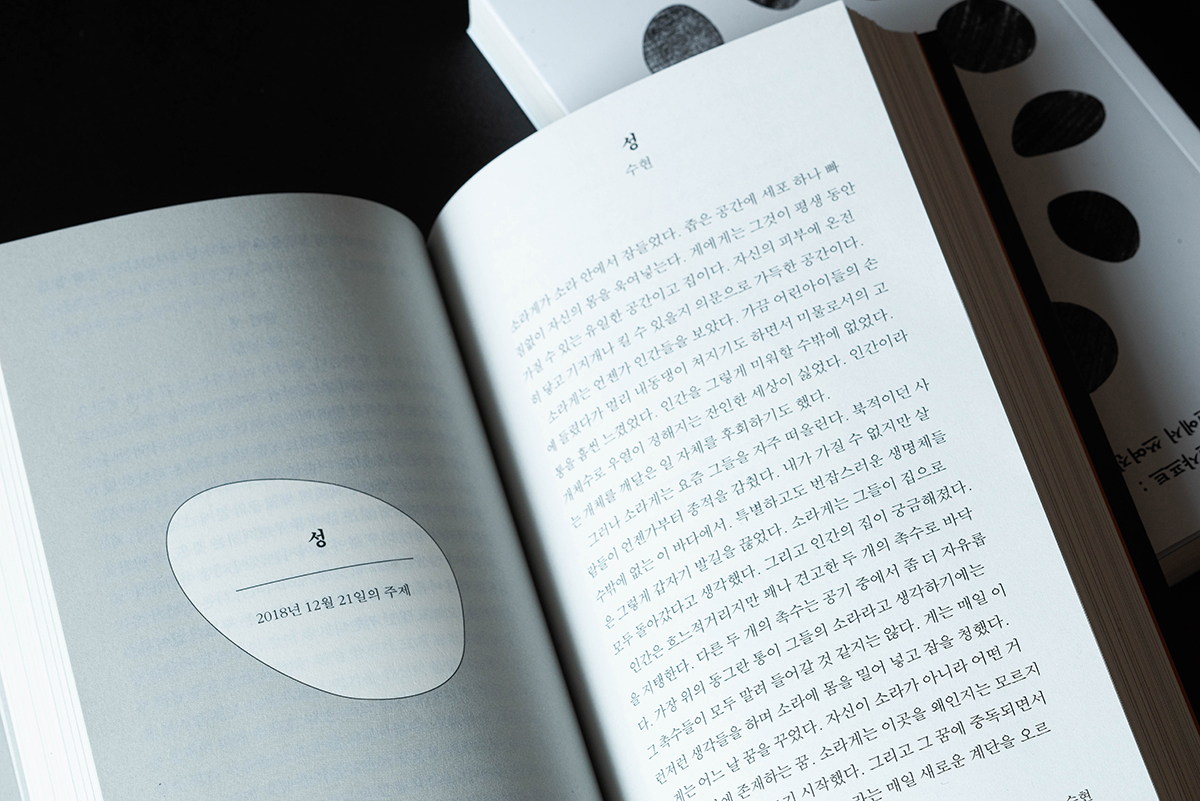 성
2018년 12월 21일의 주제
성
수현
소라게가 소라 안에서 잠들었다. 좁은 공간에 세포 하나 빠
짐없이 자신의 몸을 욱여넣는다. 게에게는 그것이 평생 동안
가질 수 있는 유일한 공간이고 집이다. 자신의 피부에 온전
히 닿고 기지개나 켤 수 있을지 의문으로 가득한 공간이다.
소라게는 언젠가 인간들을 보았다. 가끔 어린아이들의 손
에 들렸다가 멀리 내동댕이 쳐지기도 하면서 미물로서의 고
통을 흠씬 느꼈었다. 인간을 그렇게 미워할 수밖에 없었다.
개체수로 우열이 정해지는 잔인한 세상이 싫었다. 인간이라
는 개체를 깨달은 일 자체를 후회하기도 했다.
그러나 소라게는 요즘 그들을 자주 떠올린다. 북적이던 사
람들이 언젠가부터 종적을 감췄다. 내가 가질 수 없지만 살
수밖에 없는 이 바다에서. 특별하고도 번잡스러운 생명체들
은 그렇게 갑자기 발길을 끊었다. 소라게는 그들이 집으로
모두 돌아갔다고 생각했다. 그리고 인간의 집이 궁금해졌다.
인간은 흐느적거리지만 꽤나 견고한 두 개의 촉수로 바닥
을 지탱한다. 다른 두 개의 촉수는 공기 중에서 좀 더 자유롭
다. 가장 위의 동그란 통이 그들의 소라라고 생각하기에는
그 촉수들이 모두 말려 들어갈 것 같지는 않다. 게는 매일 이
런저런 생각들을 하며 소라에 몸을 밀어 넣고 잠을 청했다.
게는 어느 날 꿈을 꾸었다. 자신이 소라가 아니라 어떤 거
에 존재하는 꿈. 소라게는 이곳을 왜인지는 모르지
기 시작했다. 그리고 그 꿈에 중독되면서
라는 매일 새로운 계단을 오르
수현
에서 쓰여진